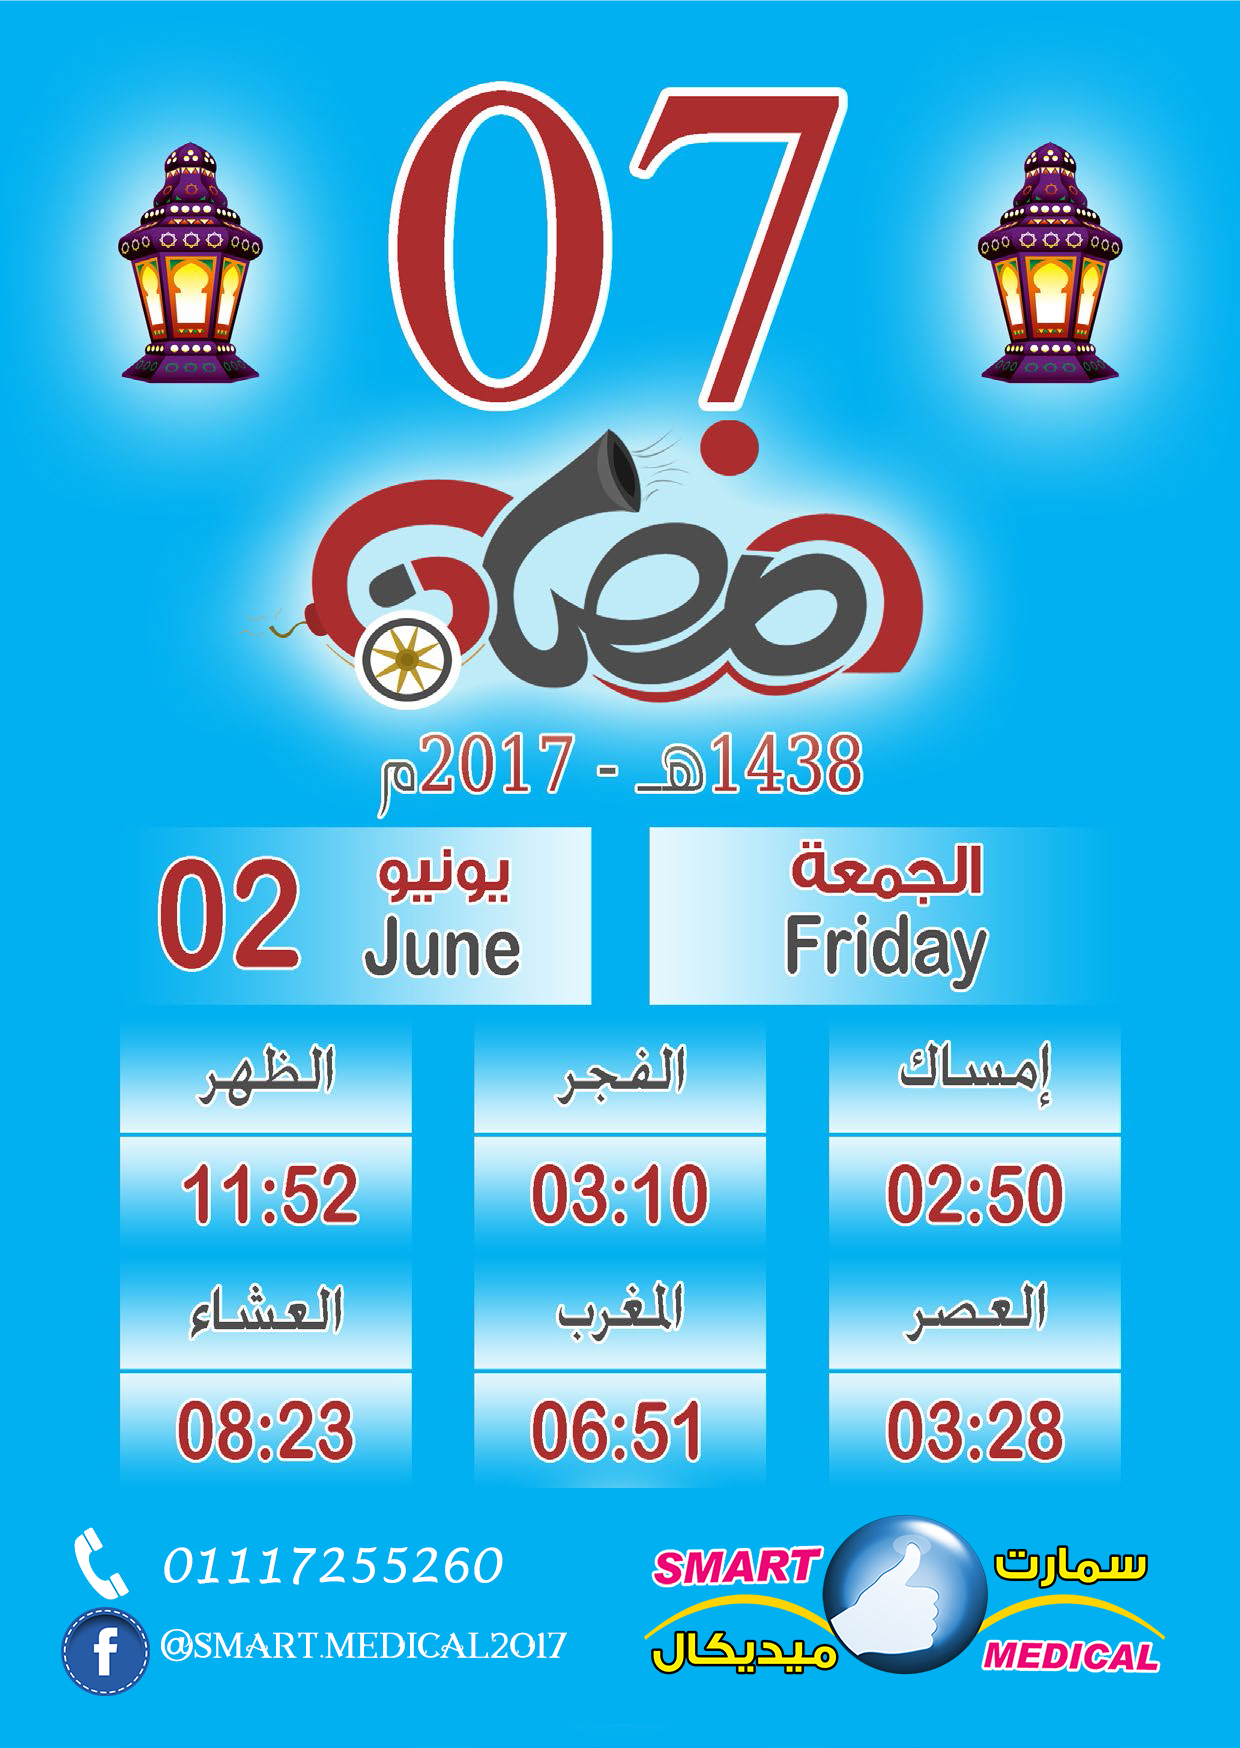 07
رمضان
1438هـ - 2017م
الجمعة
Friday
يونيو
June
02
إمساك
الفجر
الظهر
02:50
03:10
11:52
العصر
المغرب
العشاء
03:28
06:51
08:23
01117255260
@SMART.MEDICAL2017
SMART سمارت
ميديكال MEDICAL